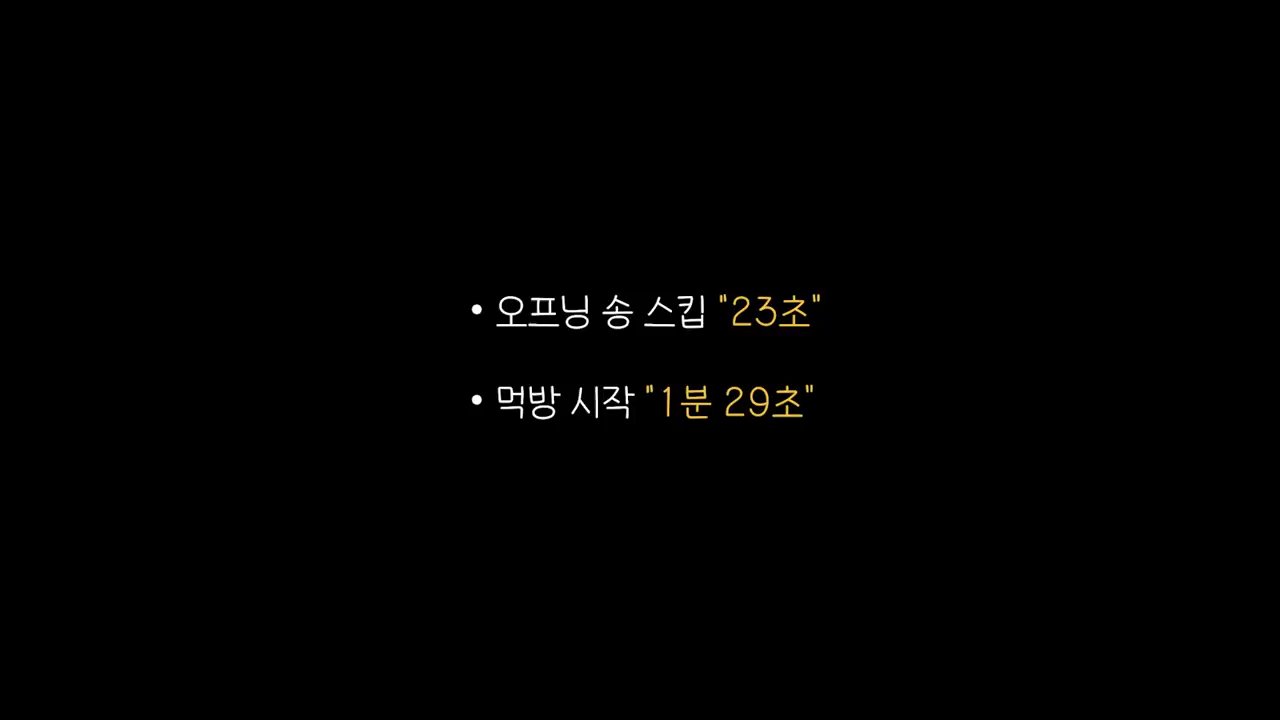 • 오프닝 송 스킵 "23초"
• 먹방 시작 "1분 29초"